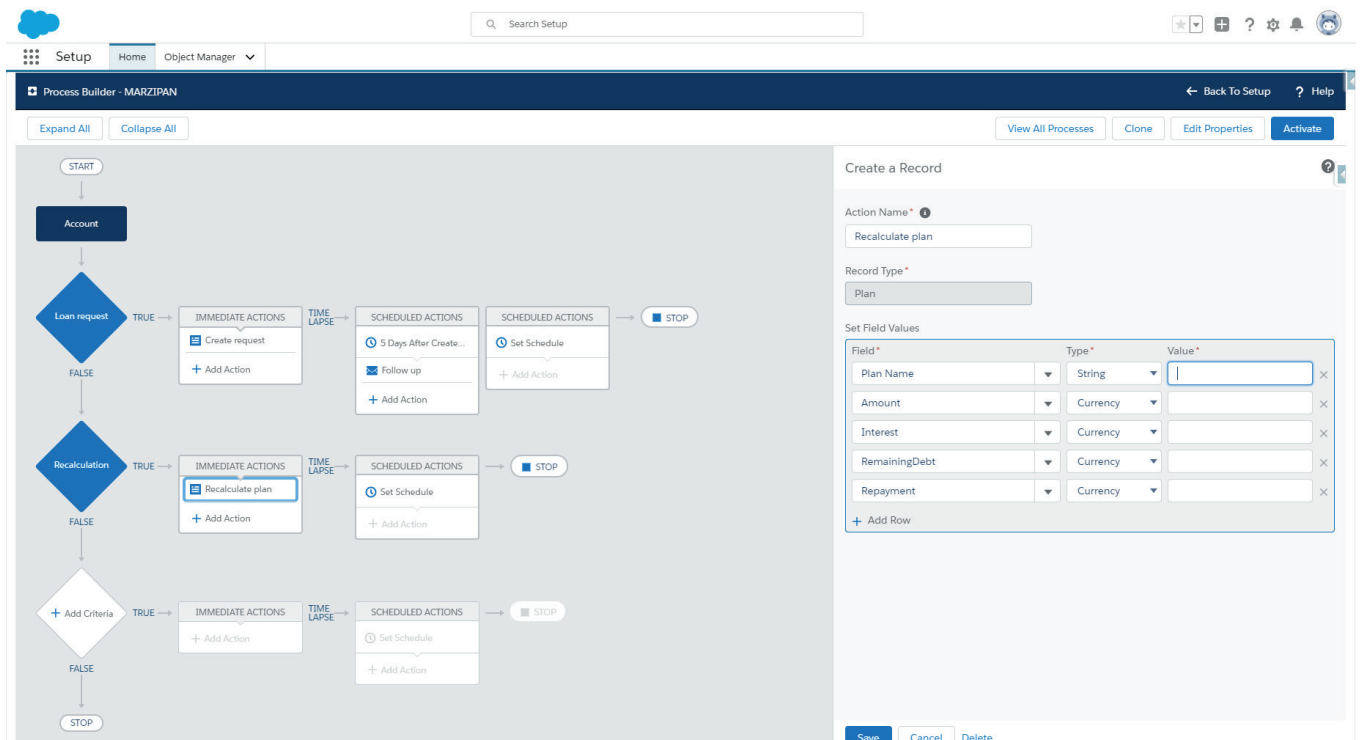 Search Setup
Setup Home Object Manager
Process Builder - MARZIPAN Back To Setup ? Help
Expand All Collapse All View All Processes Clone Edit Properties Activate
START
Account
Loan request TRUE IMMEDIATE ACTIONS TIME LAPSE SCHEDULED ACTIONS SCHEDULED ACTIONS STOP
Create request 5 Days After Create... Set Schedule
+ Add Action Follow up + Add Action
FALSE + Add Action
Recalculation TRUE IMMEDIATE ACTIONS TIME LAPSE SCHEDULED ACTIONS STOP
Recalculate plan Set Schedule
+ Add Action + Add Action
FALSE
+ Add Criteria TRUE IMMEDIATE ACTIONS TIME LAPSE SCHEDULED ACTIONS STOP
+ Add Action Set Schedule
FALSE + Add Action
STOP
Create a Record ?
Action Name* i
Recalculate plan
Record Type*
Plan
Set Field Values
Field* Type* Value*
Plan Name String
Amount Currency
Interest Currency
RemainingDebt Currency
Repayment Currency
+ Add Row
Save Cancel Delete